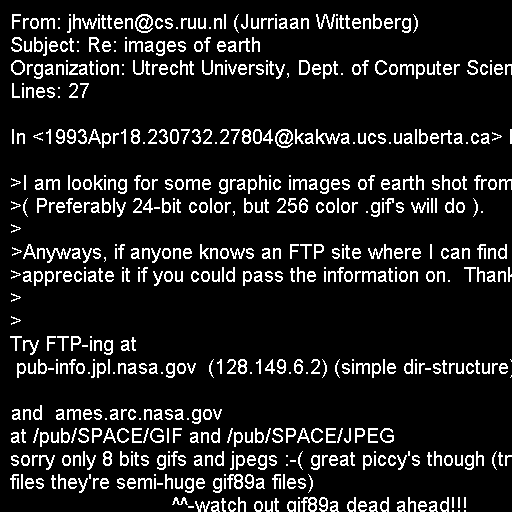 From: jhwitten@cs.ruu.nl (Jurriaan Wittenberg)
Subject: Re: images of earth
Organization: Utrecht University, Dept. of Computer Scien
Lines: 27

In <1993Apr18.230732.27804@kakwa.ucs.ualberta.ca>

>I am looking for some graphic images of earth shot from
>( Preferably 24-bit color, but 256 color .gif's will do ).
>
>Anyways, if anyone knows an FTP site where I can find
>appreciate it if you could pass the information on.  Thank
>
>
Try FTP-ing at
 pub-info.jpl.nasa.gov  (128.149.6.2) (simple dir-structure)

and  ames.arc.nasa.gov
at /pub/SPACE/GIF and /pub/SPACE/JPEG
sorry only 8 bits gifs and jpegs :-( great piccy's though (try
files they're semi-huge gif89a files)
^^-watch out gif89a dead ahead!!!